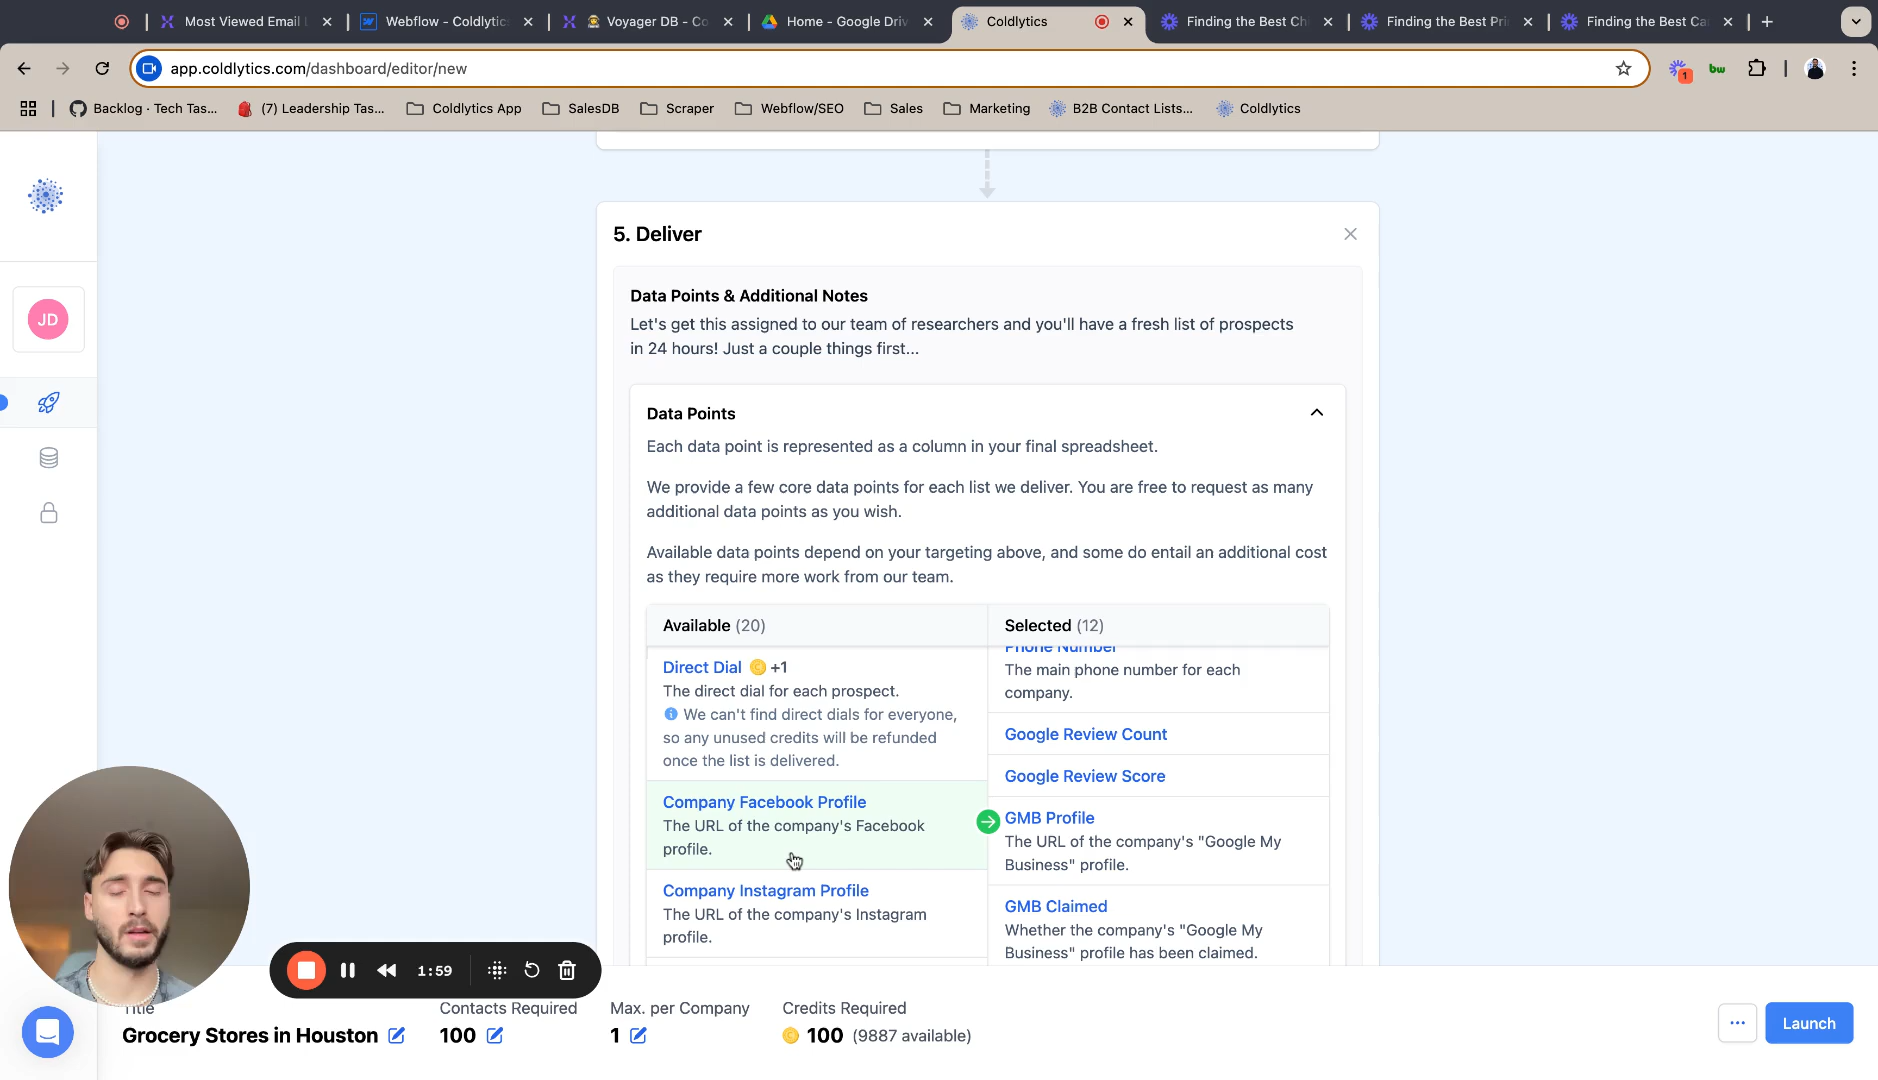 Most Viewed Email
Webflow - Coldlytics
Voyager DB - Co
Home - Google Driv
Coldlytics
Finding the Best Ch
Finding the Best Pri
Finding the Best Ca
app.coldlytics.com/dashboard/editor/new
1
bw
Backlog · Tech Tas...
(7) Leadership Tas...
Coldlytics App
SalesDB
Scraper
Webflow/SEO
Sales
Marketing
B2B Contact Lists...
Coldlytics
JD
5. Deliver
Data Points & Additional Notes
Let's get this assigned to our team of researchers and you'll have a fresh list of prospects
in 24 hours! Just a couple things first...
Data Points
Each data point is represented as a column in your final spreadsheet.
We provide a few core data points for each list we deliver. You are free to request as many
additional data points as you wish.
Available data points depend on your targeting above, and some do entail an additional cost
as they require more work from our team.
Available (20)
Direct Dial +1
The direct dial for each prospect.
We can't find direct dials for everyone,
so any unused credits will be refunded
once the list is delivered.
Company Facebook Profile
The URL of the company's Facebook
profile.
Company Instagram Profile
The URL of the company's Instagram
profile.
Selected (12)
Phone Number
The main phone number for each
company.
Google Review Count
Google Review Score
GMB Profile
The URL of the company's "Google My
Business" profile.
GMB Claimed
Whether the company's "Google My
Business" profile has been claimed.
1:59
Title
Grocery Stores in Houston
Contacts Required
100
Max. per Company
1
Credits Required
100 (9887 available)
Launch